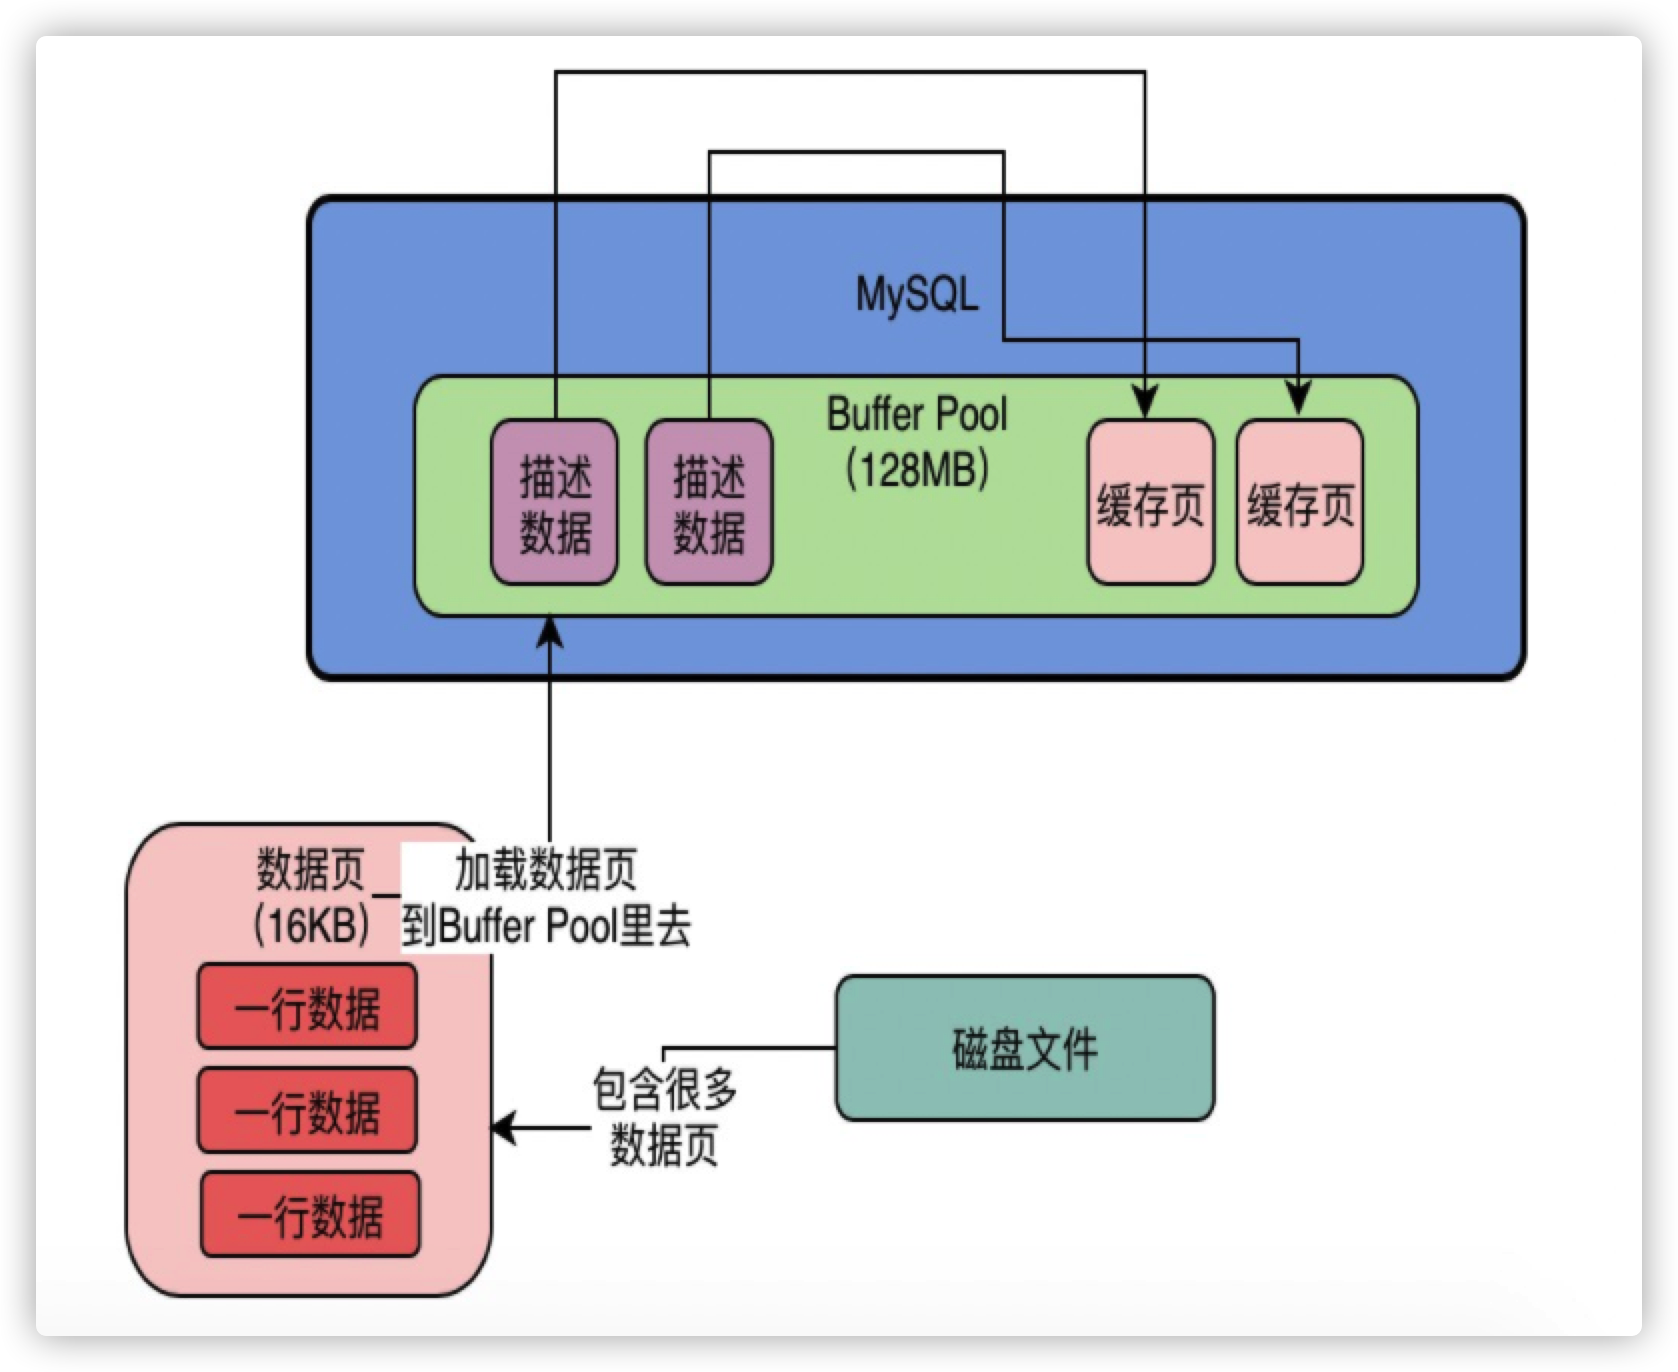 MySQL
Buffer Pool
(128MB)
描述
数据
描述
数据
缓存页
缓存页
数据页
(16KB)
加载数据页
到Buffer Pool里去
一行数据
一行数据
一行数据
包含很多
数据页
磁盘文件